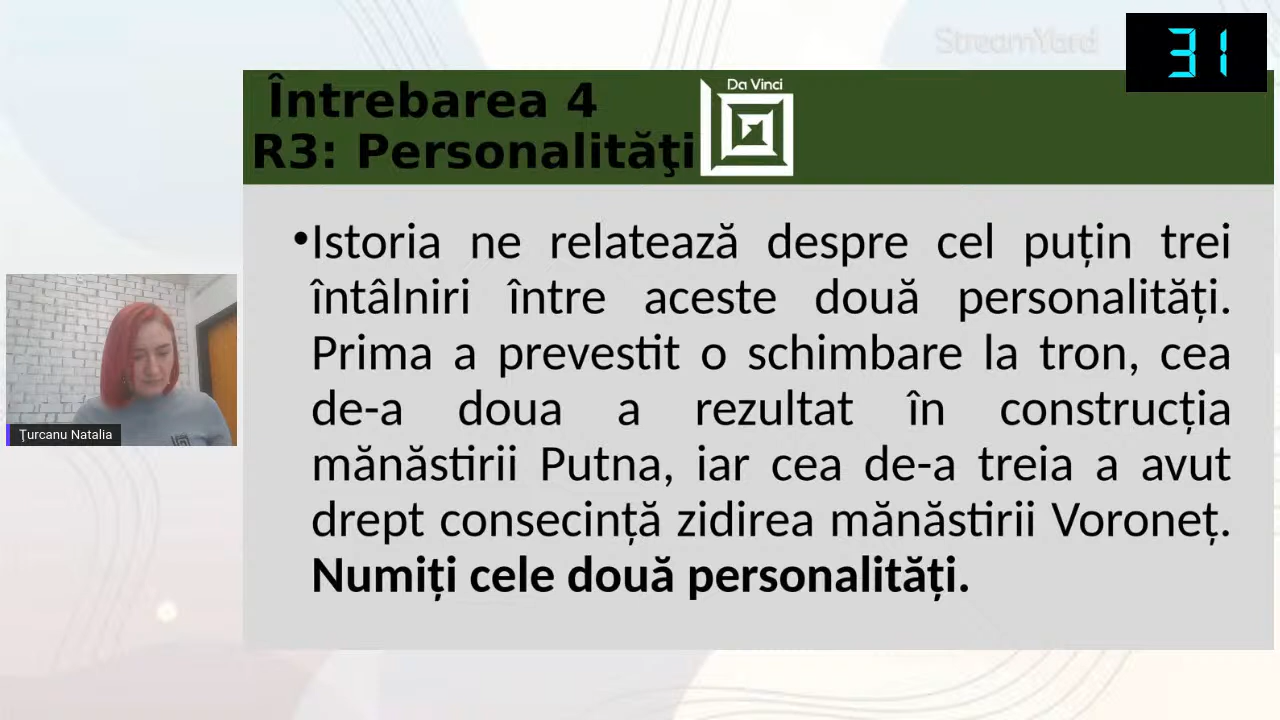 StreamYard
31
Întrebarea 4
R3: Personalităţi
Da Vinci
•Istoria ne relatează despre cel puțin trei
întâlniri între aceste două personalități.
Prima a prevestit o schimbare la tron, cea
de-a doua a rezultat în construcția
mănăstirii Putna, iar cea de-a treia a avut
drept consecință zidirea mănăstirii Voroneț.
Numiți cele două personalități.
Ţurcanu Natalia